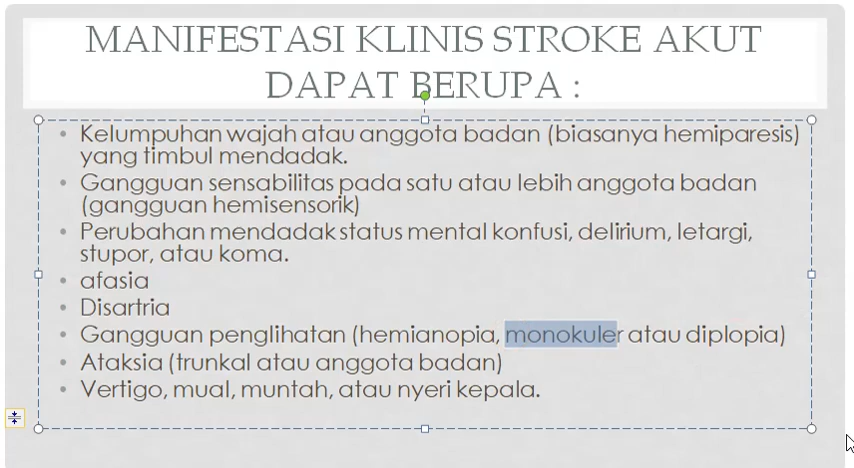 MANIFESTASI KLINIS STROKE AKUT
DAPAT BERUPA :
• Kelumpuhan wajah atau anggota badan (biasanya hemiparesis)
yang timbul mendadak.
• Gangguan sensabilitas pada satu atau lebih anggota badan
(gangguan hemisensorik)
• Perubahan mendadak status mental konfusi, delirium, letargi,
stupor, atau koma.
• afasia
• Disartria
• Gangguan penglihatan (hemianopia, monokuler atau diplopia)
• Ataksia (trunkal atau anggota badan)
• Vertigo, mual, muntah, atau nyeri kepala.